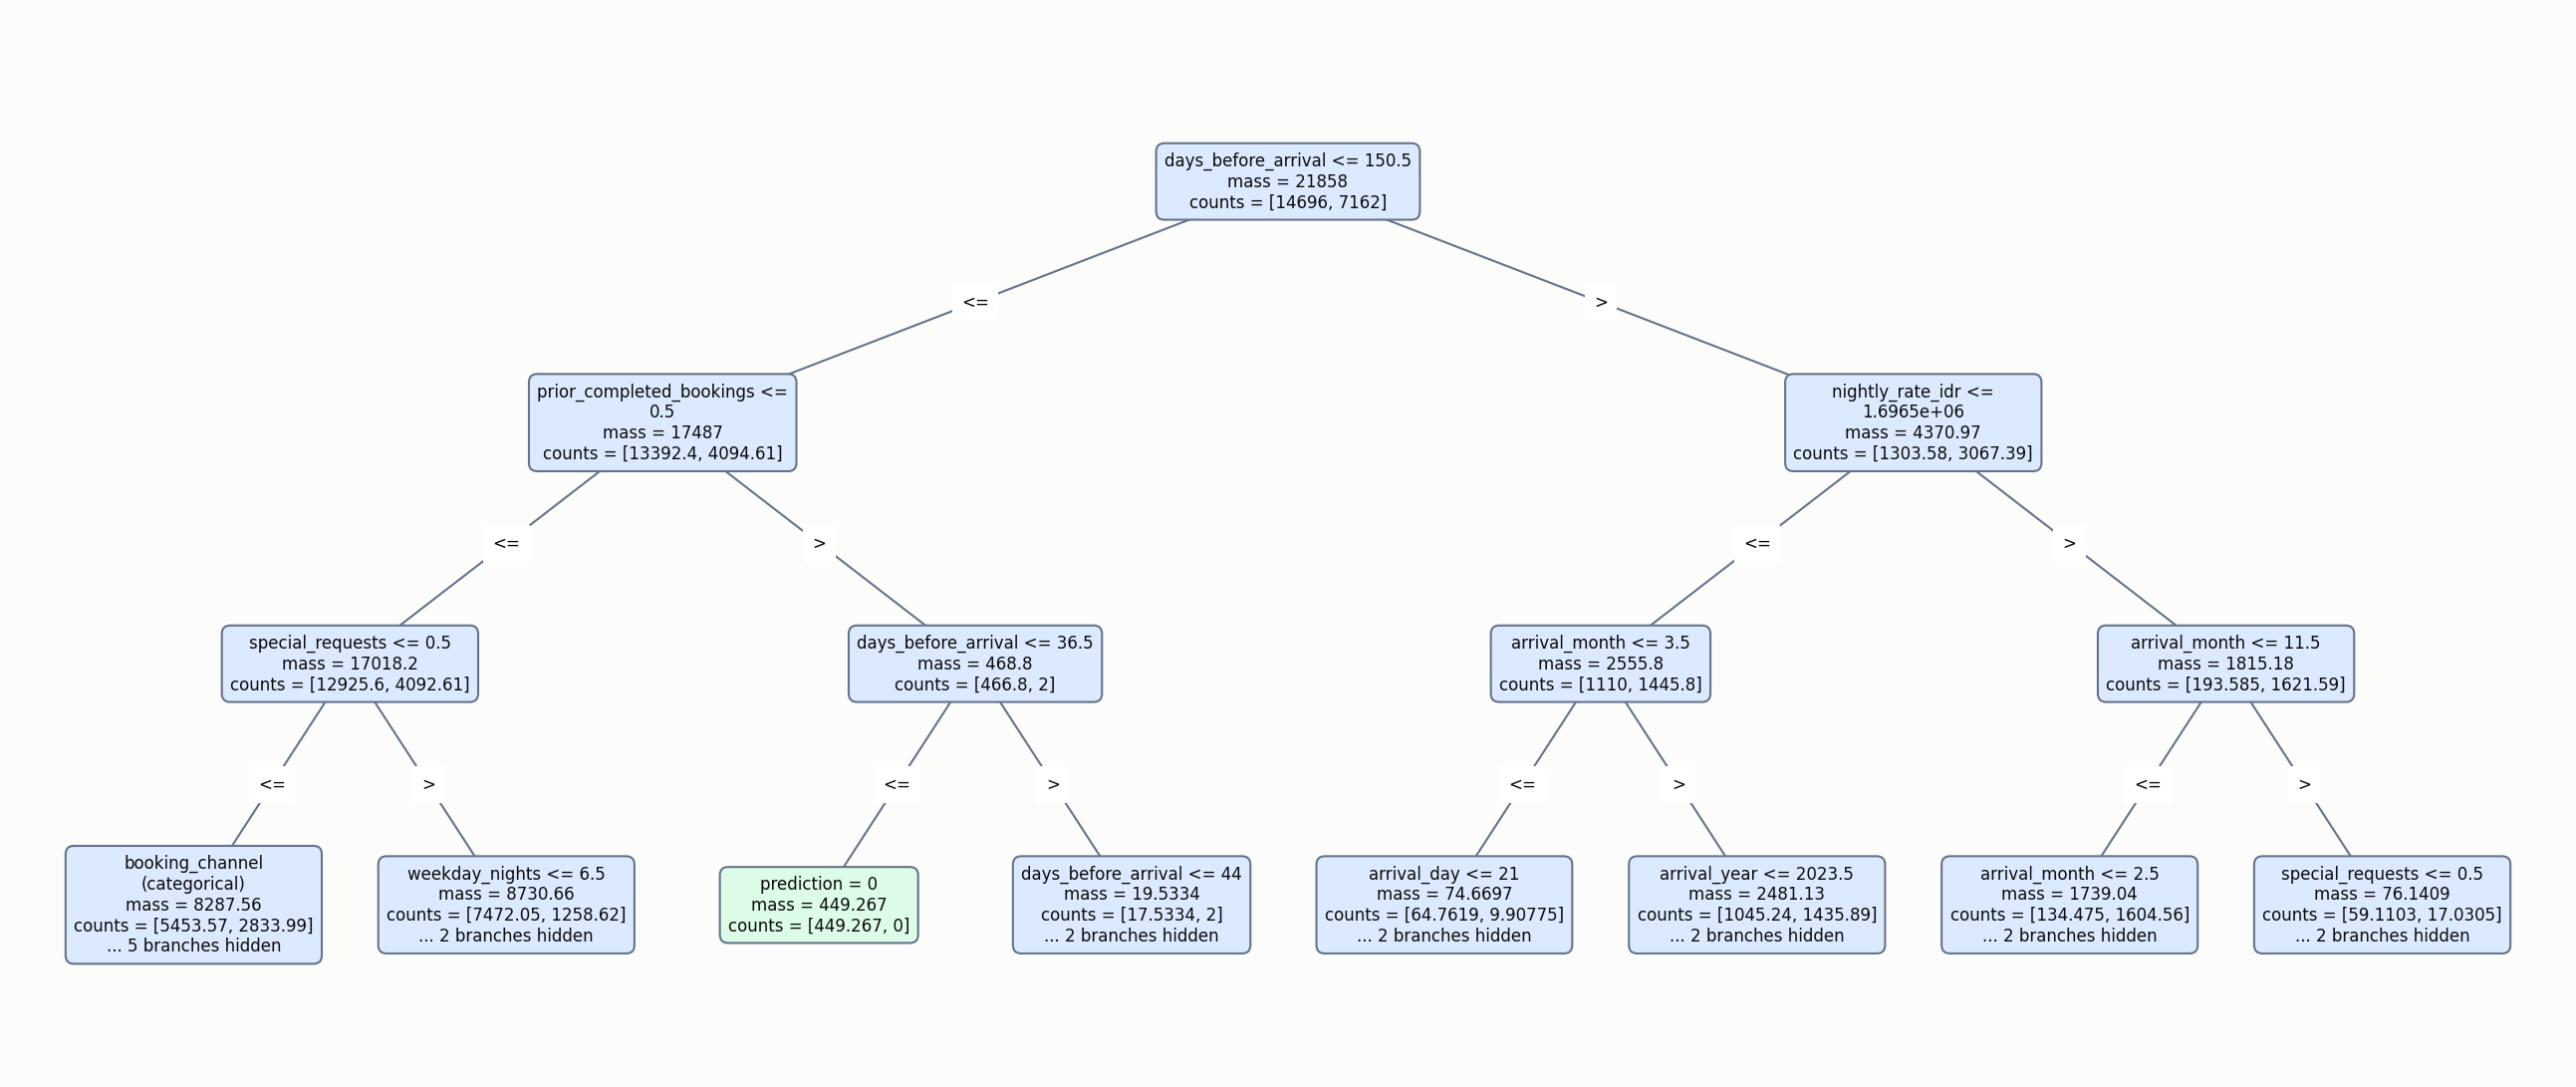 days_before_arrival <= 150.5
mass = 21858
counts = [14696, 7162]
<=
>
prior_completed_bookings <=
0.5
mass = 17487
counts = [13392.4, 4094.61]
nightly_rate_idr <=
1.6965e+06
mass = 4370.97
counts = [1303.58, 3067.39]
<=
>
<=
>
special_requests <= 0.5
mass = 17018.2
counts = [12925.6, 4092.61]
days_before_arrival <= 36.5
mass = 468.8
counts = [466.8, 2]
arrival_month <= 3.5
mass = 2555.8
counts = [1110, 1445.8]
arrival_month <= 11.5
mass = 1815.18
counts = [193.585, 1621.59]
<=
>
<=
>
<=
>
<=
>
booking_channel
(categorical)
mass = 8287.56
counts = [5453.57, 2833.99]
... 5 branches hidden
weekday_nights <= 6.5
mass = 8730.66
counts = [7472.05, 1258.62]
... 2 branches hidden
prediction = 0
mass = 449.267
counts = [449.267, 0]
days_before_arrival <= 44
mass = 19.5334
counts = [17.5334, 2]
... 2 branches hidden
arrival_day <= 21
mass = 74.6697
counts = [64.7619, 9.90775]
... 2 branches hidden
arrival_year <= 2023.5
mass = 2481.13
counts = [1045.24, 1435.89]
... 2 branches hidden
arrival_month <= 2.5
mass = 1739.04
counts = [134.475, 1604.56]
... 2 branches hidden
special_requests <= 0.5
mass = 76.1409
counts = [59.1103, 17.0305]
... 2 branches hidden